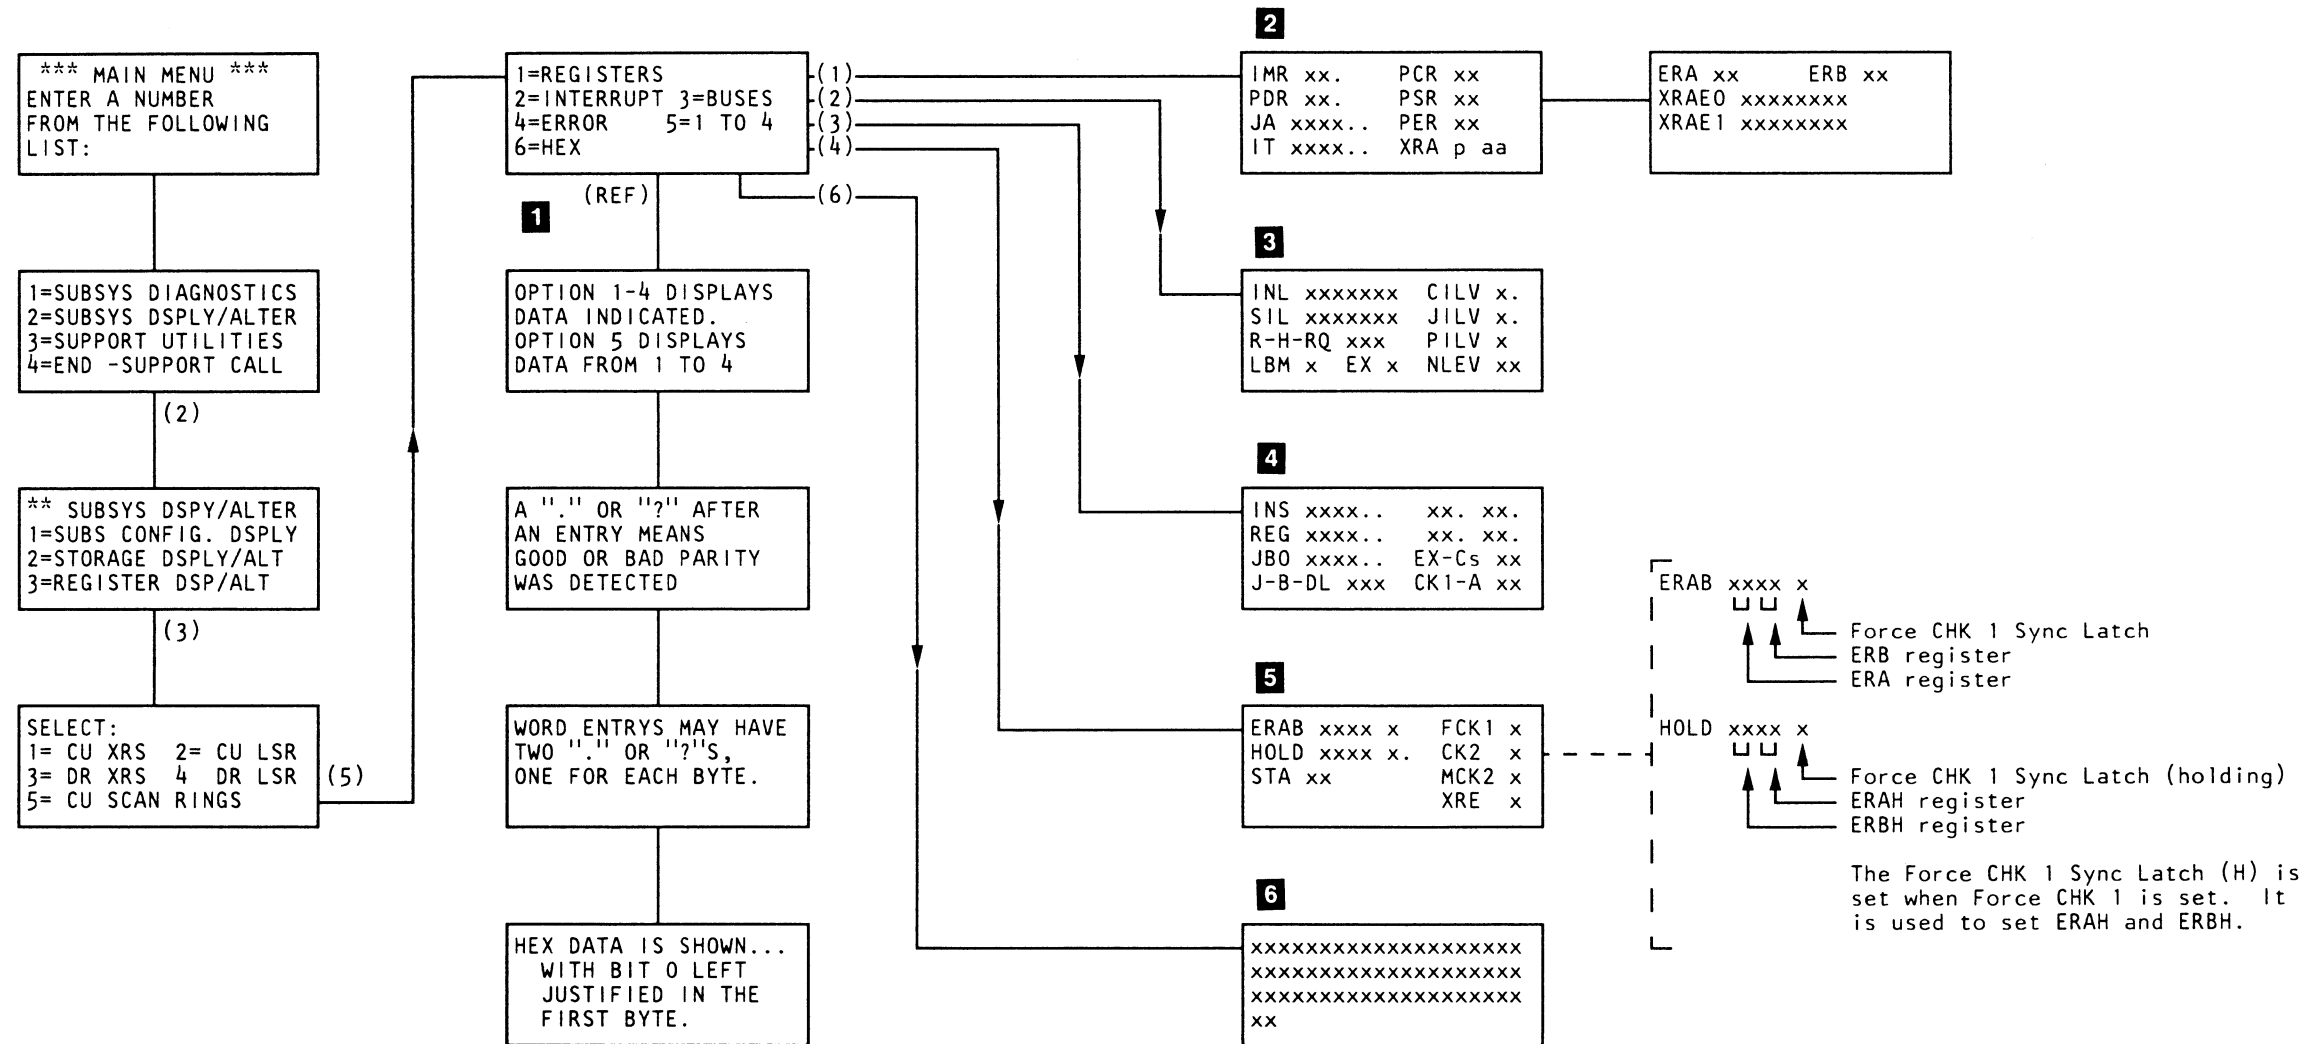 *** MAIN MENU ***
ENTER A NUMBER
FROM THE FOLLOWING
LIST:
1=SUBSYS DIAGNOSTICS
2=SUBSYS DSPLY/ALTER
3=SUPPORT UTILITIES
4=END -SUPPORT CALL
(2)
** SUBSYS DSPY/ALTER
1=SUBS CONFIG. DSPLY
2=STORAGE DSPLY/ALT
3=REGISTER DSP/ALT
(3)
SELECT:
1= CU XRS 2= CU LSR
3= DR XRS 4 DR LSR
5= CU SCAN RINGS
(5)
1=REGISTERS
2=INTERRUPT 3=BUSES
4=ERROR 5=1 TO 4
6=HEX
(1)
(2)
(3)
(4)
(REF)
(6)
1
OPTION 1-4 DISPLAYS
DATA INDICATED.
OPTION 5 DISPLAYS
DATA FROM 1 TO 4
A "." OR "?" AFTER
AN ENTRY MEANS
GOOD OR BAD PARITY
WAS DETECTED
WORD ENTRYS MAY HAVE
TWO "." OR "?"S,
ONE FOR EACH BYTE.
HEX DATA IS SHOWN...
WITH BIT 0 LEFT
JUSTIFIED IN THE
FIRST BYTE.
2
IMR xx. PCR xx
PDR xx. PSR xx
JA xxxx.. PER xx
IT xxxx.. XRA p aa
ERA xx ERB xx
XRAE0 xxxxxxxx
XRAE1 xxxxxxxx
3
INL xxxxxxx CILV x.
SIL xxxxxxx JILV x.
R-H-RQ xxx PILV x
LBM x EX x NLEV xx
4
INS xxxx.. xx. xx.
REG xxxx.. xx. xx.
JBO xxxx.. EX-Cs xx
J-B-DL xxx CK1-A xx
5
ERAB xxxx x FCK1 x
HOLD xxxx x. CK2 x
STA xx MCK2 x
XRE x
6
xxxxxxxxxxxxxxxxxxxx
xxxxxxxxxxxxxxxxxxxx
xxxxxxxxxxxxxxxxxxxx
xx
ERAB xxxx x
Force CHK 1 Sync Latch
ERB register
ERA register
HOLD xxxx x
Force CHK 1 Sync Latch (holding)
ERAH register
ERBH register
The Force CHK 1 Sync Latch (H) is
set when Force CHK 1 is set. It
is used to set ERAH and ERBH.